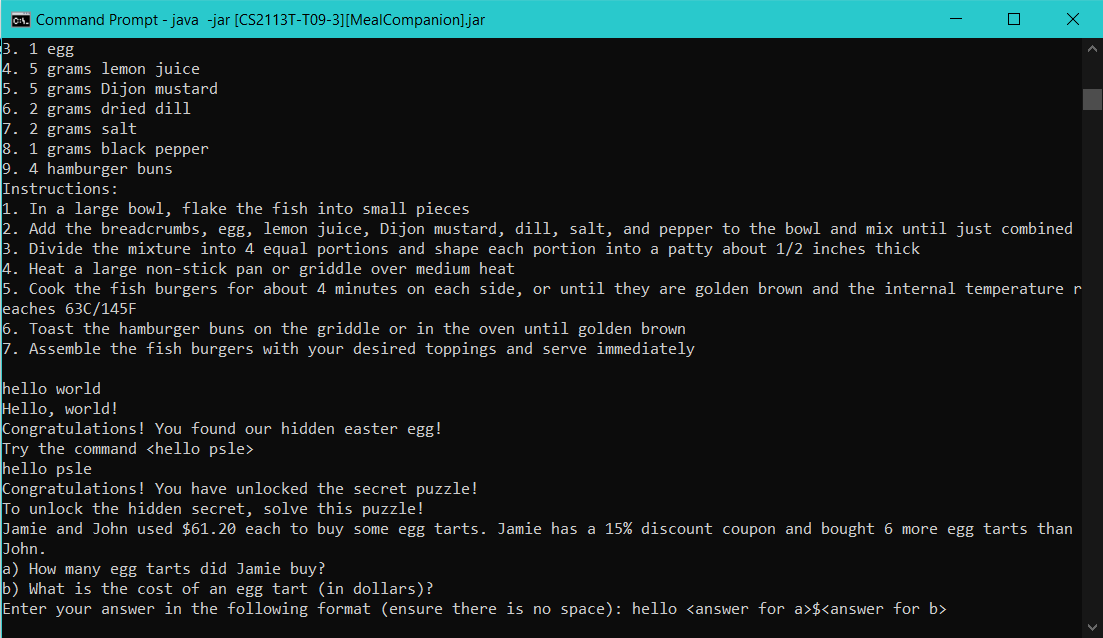 Command Prompt - java  -jar [CS2113T-T09-3][MealCompanion].jar
3. 1 egg
4. 5 grams lemon juice
5. 5 grams Dijon mustard
6. 2 grams dried dill
7. 2 grams salt
8. 1 grams black pepper
9. 4 hamburger buns
Instructions:
1. In a large bowl, flake the fish into small pieces
2. Add the breadcrumbs, egg, lemon juice, Dijon mustard, dill, salt, and pepper to the bowl and mix until just combined
3. Divide the mixture into 4 equal portions and shape each portion into a patty about 1/2 inches thick
4. Heat a large non-stick pan or griddle over medium heat
5. Cook the fish burgers for about 4 minutes on each side, or until they are golden brown and the internal temperature r
eaches 63C/145F
6. Toast the hamburger buns on the griddle or in the oven until golden brown
7. Assemble the fish burgers with your desired toppings and serve immediately
hello world
Hello, world!
Congratulations! You found our hidden easter egg!
Try the command <hello psle>
hello psle
Congratulations! You have unlocked the secret puzzle!
To unlock the hidden secret, solve this puzzle!
Jamie and John used $61.20 each to buy some egg tarts. Jamie has a 15% discount coupon and bought 6 more egg tarts than
John.
a) How many egg tarts did Jamie buy?
b) What is the cost of an egg tart (in dollars)?
Enter your answer in the following format (ensure there is no space): hello <answer for a>$<answer for b>